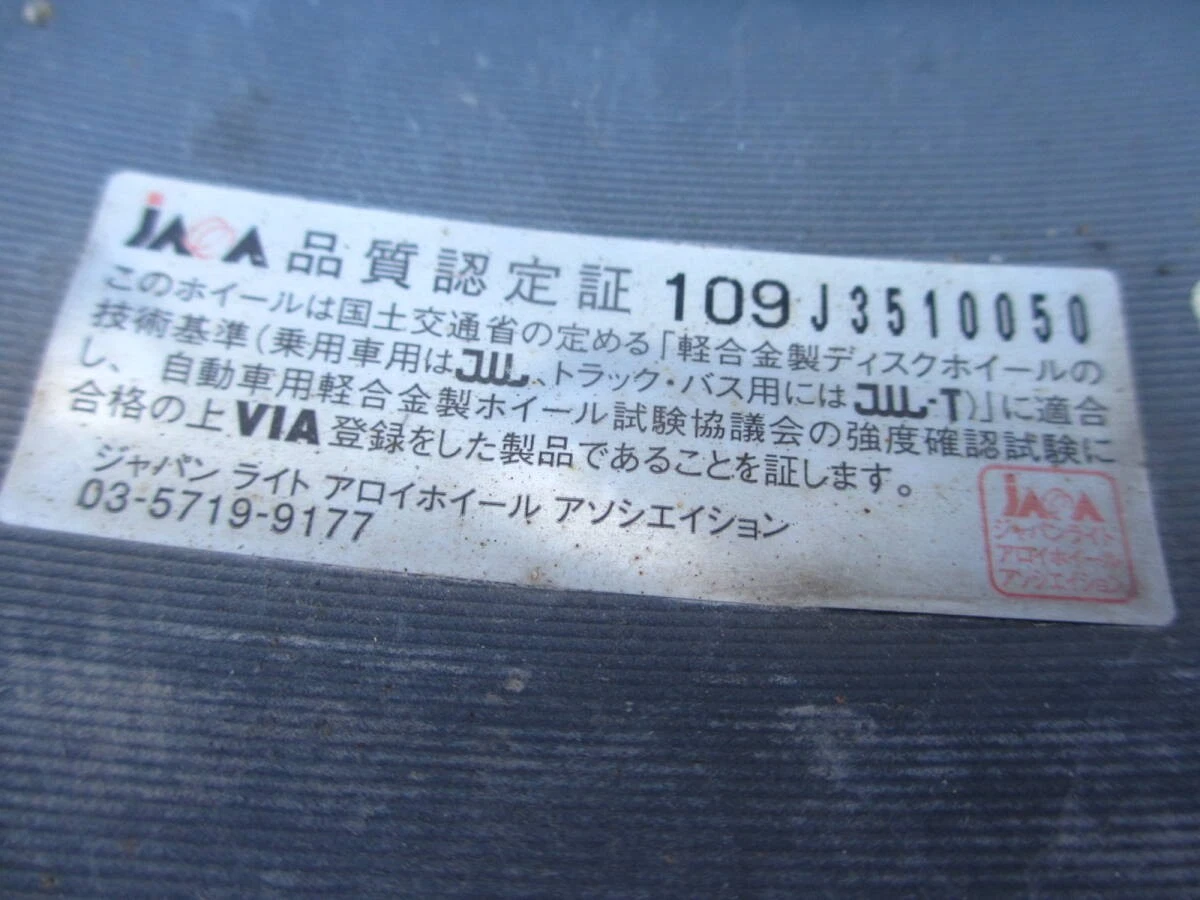 JAWA 品質認定証 109 J3510050
このホイールは国土交通省の定める「軽合金製ディスクホイールの
技術基準(乗用車用はJWL、トラック・バス用にはJWL-T)」に適合
し、自動車用軽合金製ホイール試験協議会の強度確認試験に
合格の上VIA登録をした製品であることを証します。
ジャパン ライト アロイホイール アソシエイション
03-5719-9177
JAWA
ジャパンライト
アロイホイール
アソシエイション